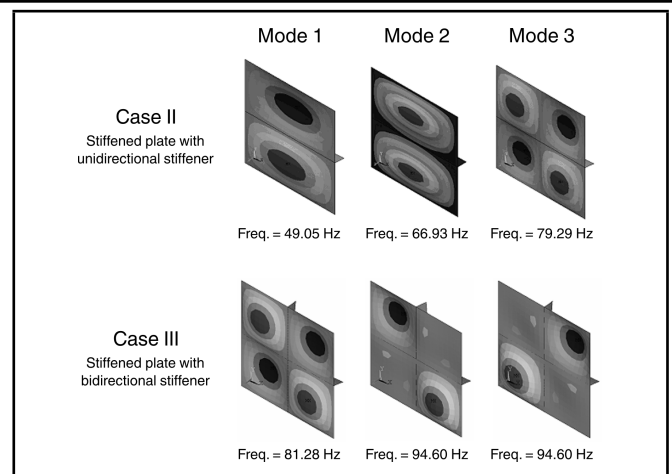 Mode 1
Mode 2
Mode 3
Case II
Stiffened plate with
unidirectional stiffener
Freq. = 49.05 Hz
Freq. = 66.93 Hz
Freq. = 79.29 Hz
Case III
Stiffened plate with
bidirectional stiffener
Freq. = 81.28 Hz
Freq. = 94.60 Hz
Freq. = 94.60 Hz